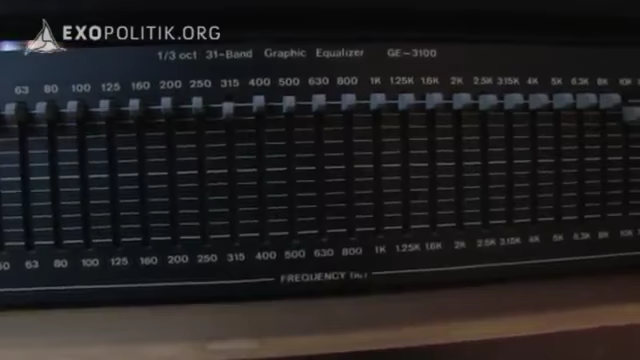 EXOPOLITIK.ORG
1/3 oct 31-Band Graphic Equalizer GE-3100
63 80 100 125 160 200 250 315 400 500 630 800 1K 1.25K 1.6K 2K 2.5K 3.15K 4K 5K 6.3K 8K 10K
63 80 100 125 160 200 250 315 400 500 630 800 1K 1.25K 1.6K 2K 2.5K 3.15K 4K 5K 6.3K 8K 10K
FREQUENCY